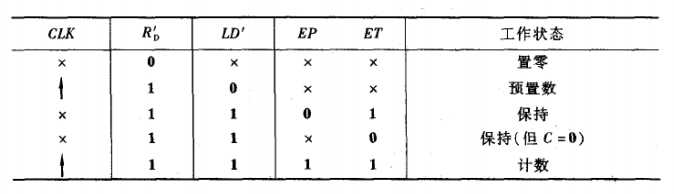 CLK R'D LD' EP ET 工作状态
× 0 × × × 置零
↑ 1 0 × × 预置数
× 1 1 0 1 保持
× 1 1 × 0 保持(但 C=0)
↑ 1 1 1 1 计数